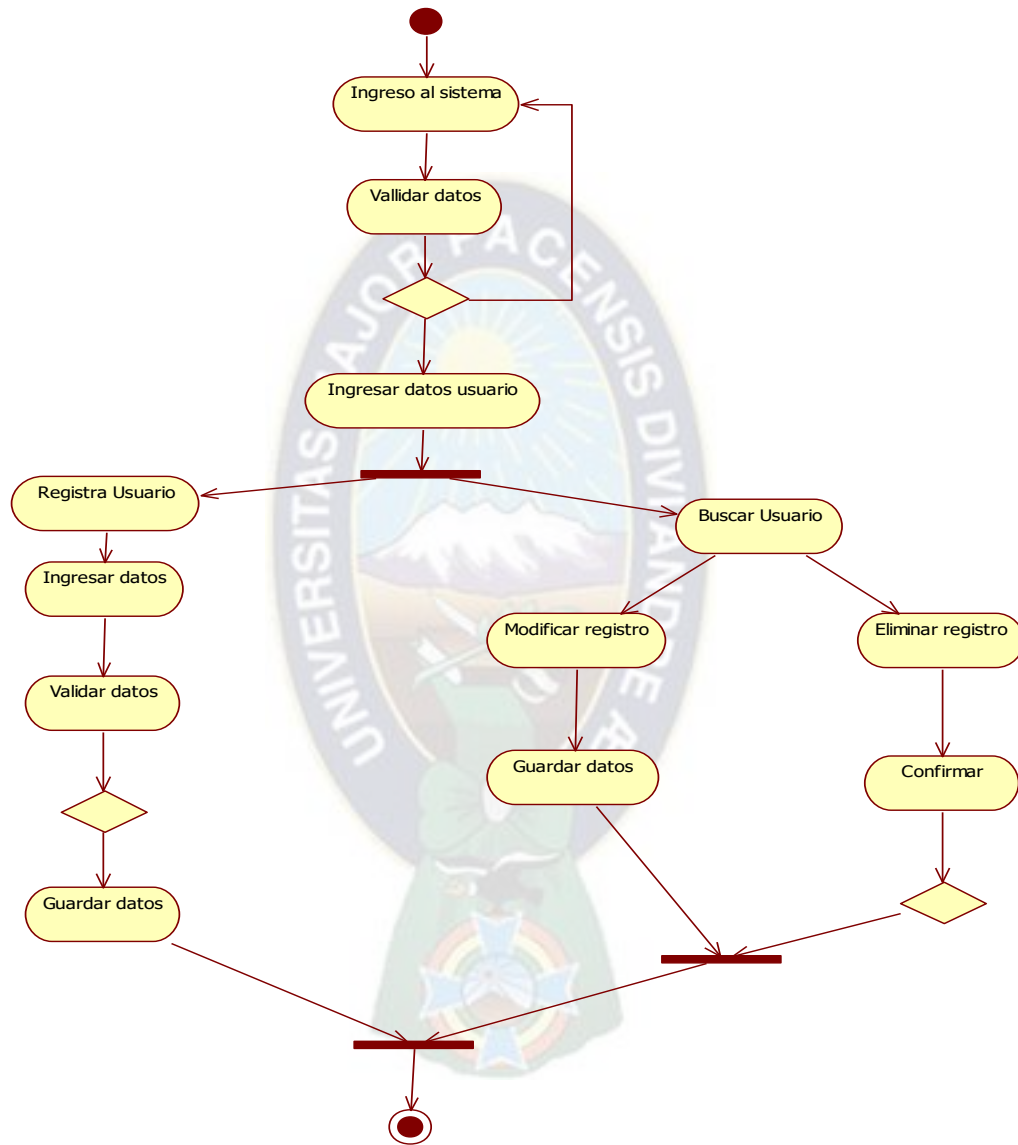 Ingreso al sistema
Vallidar datos
Ingresar datos usuario
Registra Usuario
Buscar Usuario
Ingresar datos
Modificar registro
Eliminar registro
Validar datos
Guardar datos
Confirmar
Guardar datos
UNIVERSITAS MAJOR PACENSIS DIVI ANDE Æ